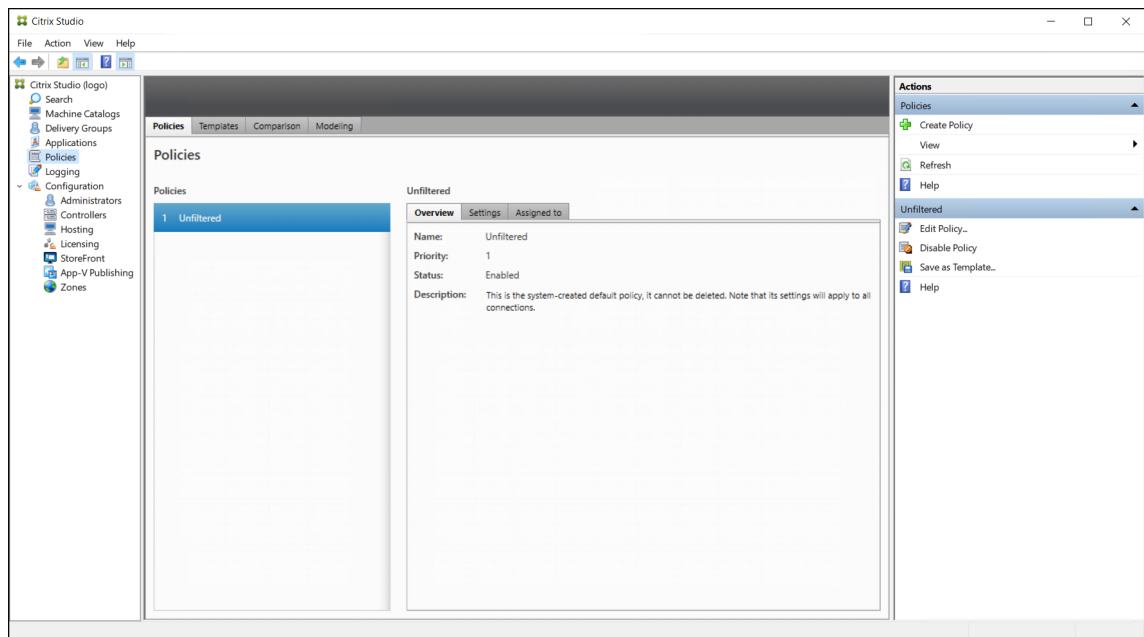 Citrix Studio
File Action View Help
Citrix Studio (logo)
Search
Machine Catalogs
Delivery Groups
Applications
Policies
Logging
Configuration
Administrators
Controllers
Hosting
Licensing
StoreFront
App-V Publishing
Zones
Policies Templates Comparison Modeling
Policies
Policies
1 Unfiltered
Unfiltered
Overview Settings Assigned to
Name: Unfiltered
Priority: 1
Status: Enabled
Description: This is the system-created default policy, it cannot be deleted. Note that its settings will apply to all
connections.
Actions
Policies
Create Policy
View
Refresh
Help
Unfiltered
Edit Policy...
Disable Policy
Save as Template...
Help